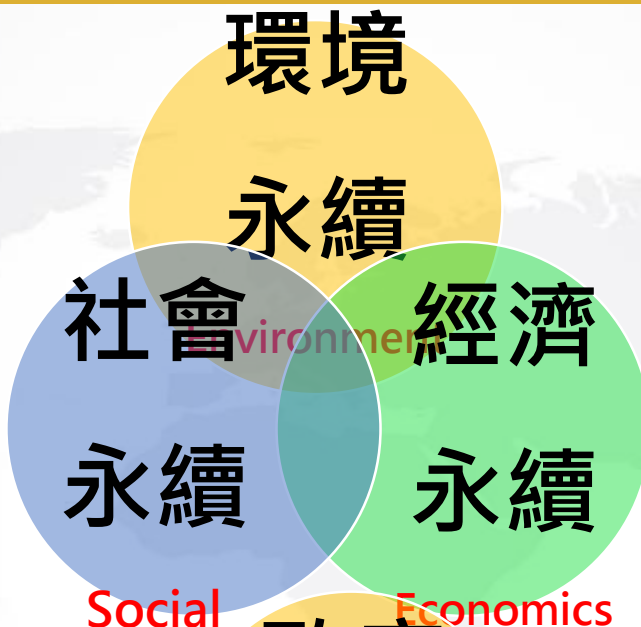 環境
永續
Environment
社會
永續
Social
經濟
永續
Economics